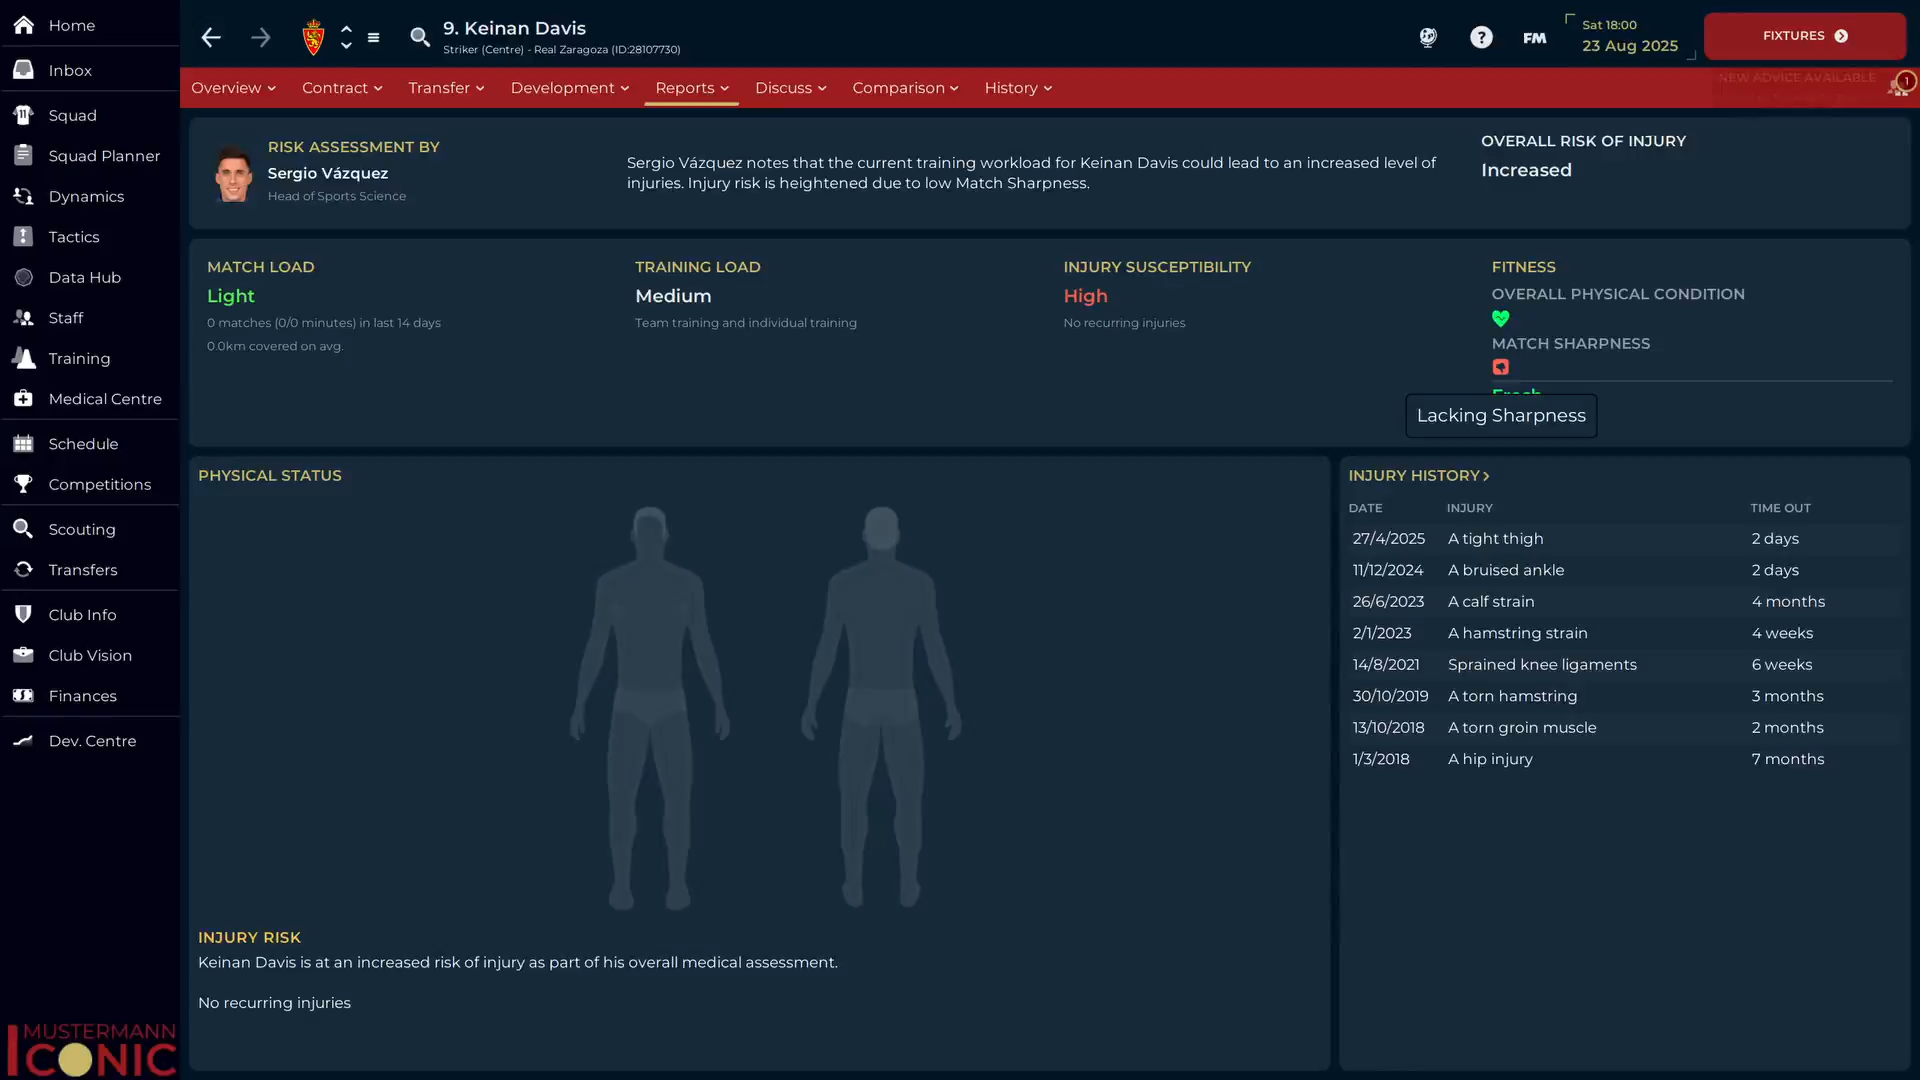 Home
Inbox
Squad
Squad Planner
Dynamics
Tactics
Data Hub
Staff
Training
Medical Centre
Schedule
Competitions
Scouting
Transfers
Club Info
Club Vision
Finances
Dev. Centre
MUSTERMANN
ICONIC
9. Keinan Davis
Striker (Centre) - Real Zaragoza (ID:28107730)
FM
Sat 18:00
23 Aug 2025
FIXTURES
Overview Contract Transfer Development Reports Discuss Comparison History
NEW ADVICE AVAILABLE
1
RISK ASSESSMENT BY
Sergio Vázquez
Head of Sports Science
Sergio Vázquez notes that the current training workload for Keinan Davis could lead to an increased level of
injuries. Injury risk is heightened due to low Match Sharpness.
OVERALL RISK OF INJURY
Increased
MATCH LOAD
Light
0 matches (0/0 minutes) in last 14 days
0.0km covered on avg.
TRAINING LOAD
Medium
Team training and individual training
INJURY SUSCEPTIBILITY
High
No recurring injuries
FITNESS
OVERALL PHYSICAL CONDITION
MATCH SHARPNESS
Fresh
Lacking Sharpness
PHYSICAL STATUS
INJURY RISK
Keinan Davis is at an increased risk of injury as part of his overall medical assessment.
No recurring injuries
INJURY HISTORY
DATE INJURY TIME OUT
27/4/2025 A tight thigh 2 days
11/12/2024 A bruised ankle 2 days
26/6/2023 A calf strain 4 months
2/1/2023 A hamstring strain 4 weeks
14/8/2021 Sprained knee ligaments 6 weeks
30/10/2019 A torn hamstring 3 months
13/10/2018 A torn groin muscle 2 months
1/3/2018 A hip injury 7 months